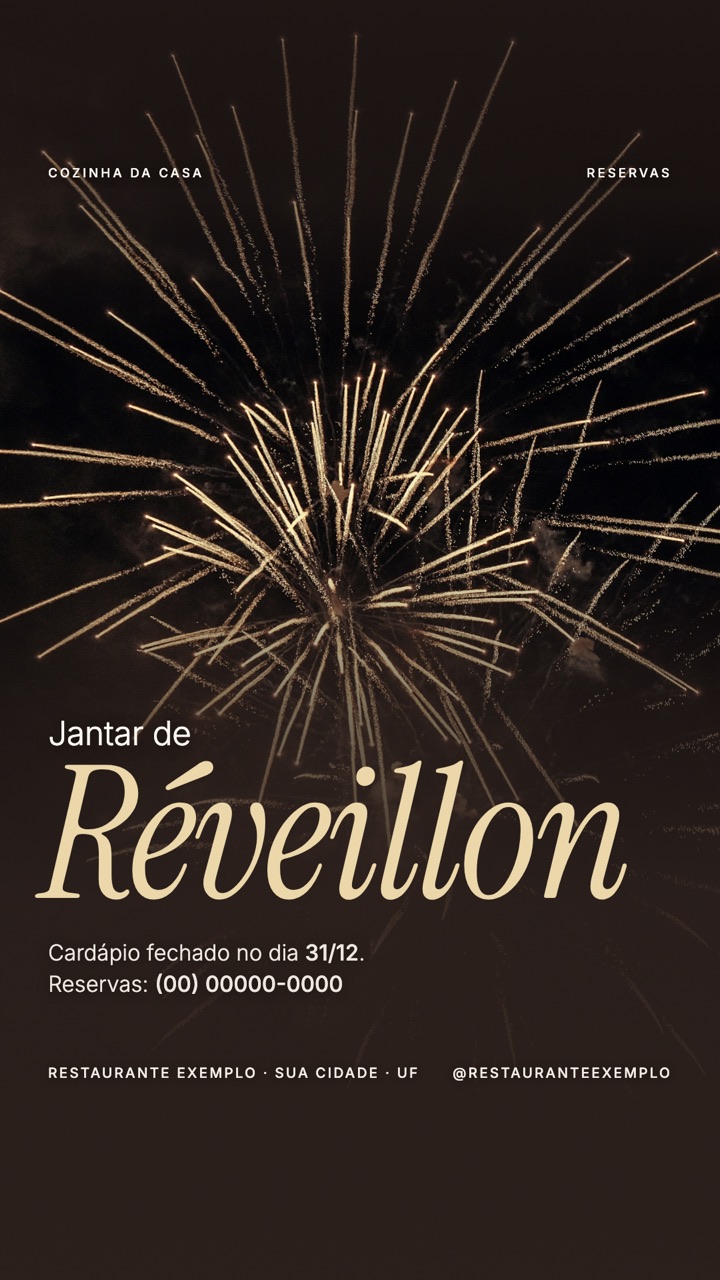 COZINHA DA CASA
RESERVAS
Jantar de
Réveillon
Cardápio fechado no dia 31/12.
Reservas: (00) 00000-0000
RESTAURANTE EXEMPLO · SUA CIDADE · UF
@RESTAURANTEEXEMPLO